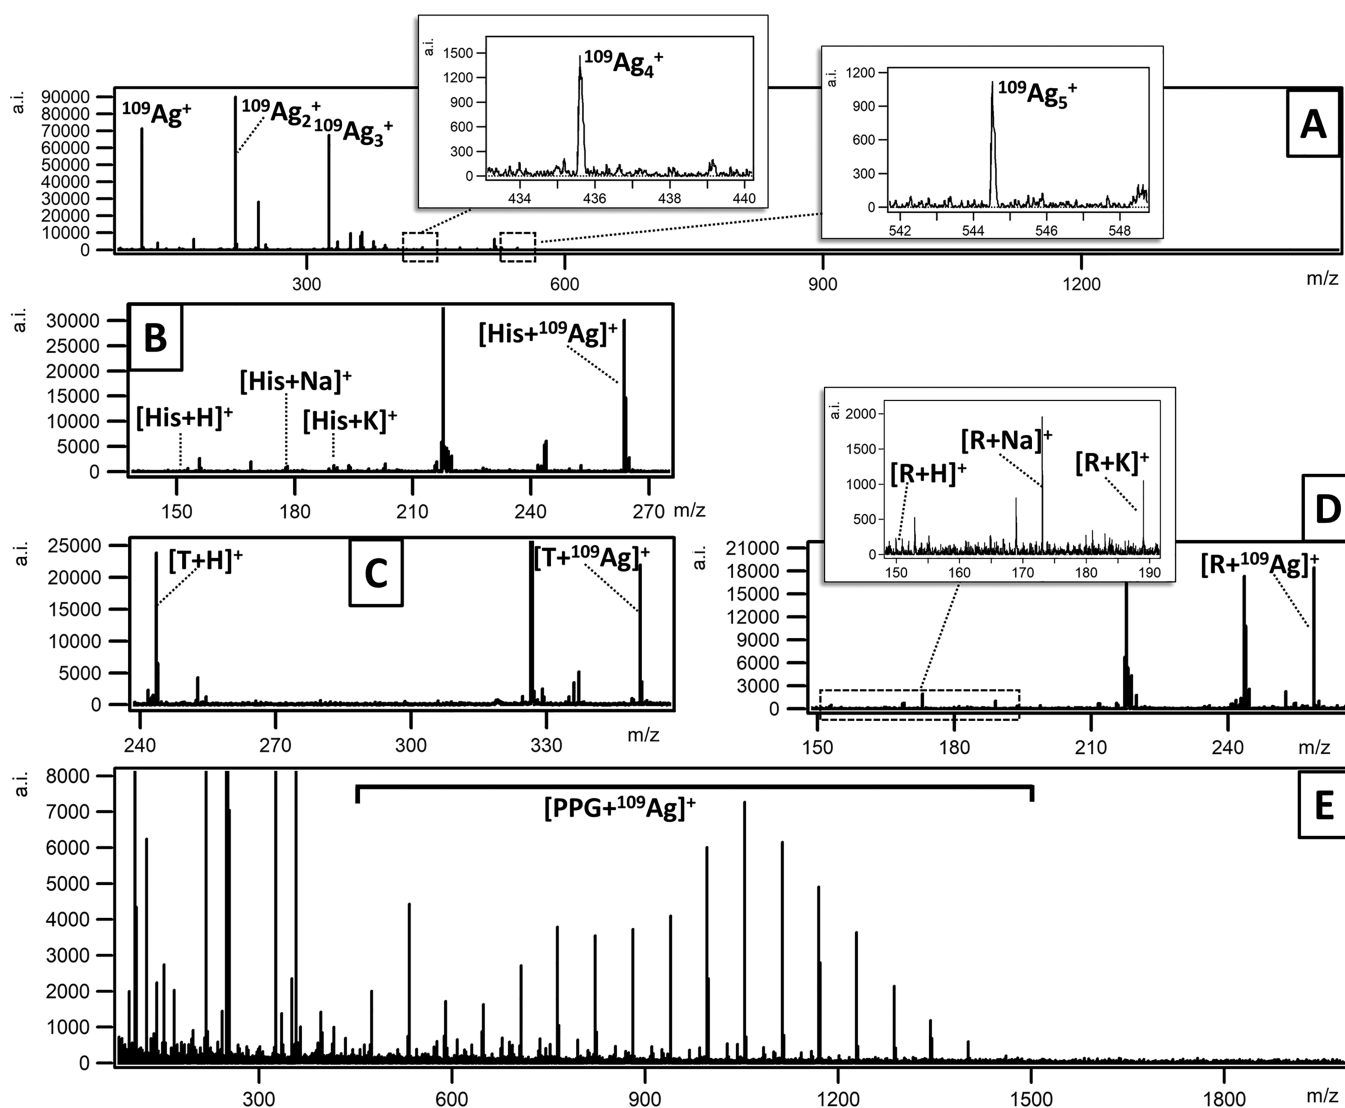 A
a.i.
90000
80000
70000
60000
50000
40000
30000
20000
10000
0
¹⁰⁹Ag⁺
¹⁰⁹Ag₂⁺
¹⁰⁹Ag₃⁺
300 600 900 1200 m/z
a.i.
1500
1200
900
600
300
0
¹⁰⁹Ag₄⁺
434 436 438 440
a.i.
1200
900
600
300
0
¹⁰⁹Ag₅⁺
542 544 546 548
B
a.i.
30000
25000
20000
15000
10000
5000
0
[His+H]⁺
[His+Na]⁺
[His+K]⁺
[His+¹⁰⁹Ag]⁺
150 180 210 240 270 m/z
C
a.i.
25000
20000
15000
10000
5000
0
[T+H]⁺
[T+¹⁰⁹Ag]⁺
240 270 300 330 m/z
D
a.i.
21000
18000
15000
12000
9000
6000
3000
0
[R+¹⁰⁹Ag]⁺
150 180 210 240
a.i.
2000
1500
1000
500
0
[R+H]⁺
[R+Na]⁺
[R+K]⁺
150 160 170 180 190
E
a.i.
8000
7000
6000
5000
4000
3000
2000
1000
0
[PPG+¹⁰⁹Ag]⁺
300 600 900 1200 1500 1800 m/z